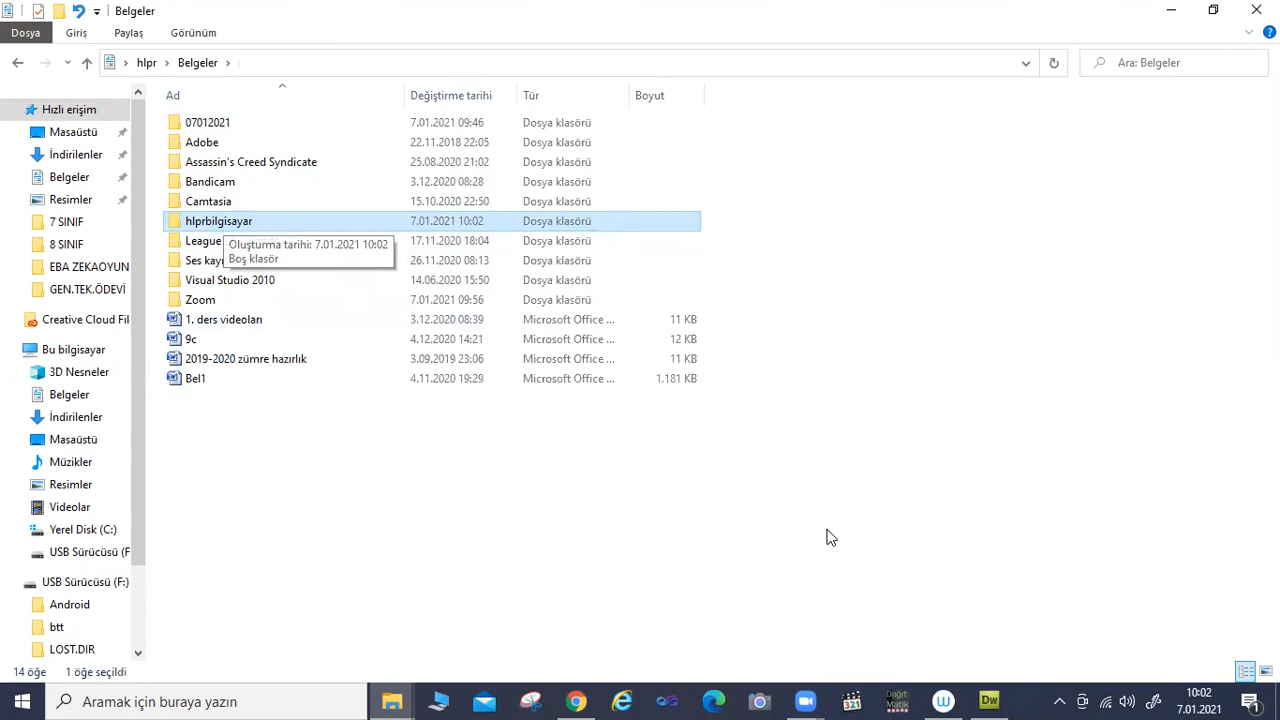 Belgeler
Dosya Giriş Paylaş Görünüm
hlpr > Belgeler >
Ara: Belgeler
Ad Değiştirme tarihi Tür Boyut
07012021 7.01.2021 09:46 Dosya klasörü
Adobe 22.11.2018 22:05 Dosya klasörü
Assassin's Creed Syndicate 25.08.2020 21:02 Dosya klasörü
Bandicam 3.12.2020 08:28 Dosya klasörü
Camtasia 15.10.2020 22:50 Dosya klasörü
hlprbilgisayar 7.01.2021 10:02 Dosya klasörü
League 17.11.2020 18:04 Dosya klasörü
Ses kayı 26.11.2020 08:13 Dosya klasörü
Oluşturma tarihi: 7.01.2021 10:02
Boş klasör
Visual Studio 2010 14.06.2020 15:50 Dosya klasörü
Zoom 7.01.2021 09:56 Dosya klasörü
1. ders videoları 3.12.2020 08:39 Microsoft Office ... 11 KB
9c 4.12.2020 14:21 Microsoft Office ... 12 KB
2019-2020 zümre hazırlık 3.09.2019 23:06 Microsoft Office ... 11 KB
Bel1 4.11.2020 19:29 Microsoft Office ... 1.181 KB
Hızlı erişim
Masaüstü
İndirilenler
Belgeler
Resimler
7 SINIF
8 SINIF
EBA ZEKAOYUN
GEN.TEK.ÖDEVİ
Creative Cloud Fil
Bu bilgisayar
3D Nesneler
Belgeler
İndirilenler
Masaüstü
Müzikler
Resimler
Videolar
Yerel Disk (C:)
USB Sürücüsü (F
USB Sürücüsü (F:)
Android
btt
LOST.DIR
14 öğe 1 öğe seçildi
Aramak için buraya yazın
321
Dağıt Matik
W
Dw
10:02
7.01.2021
1